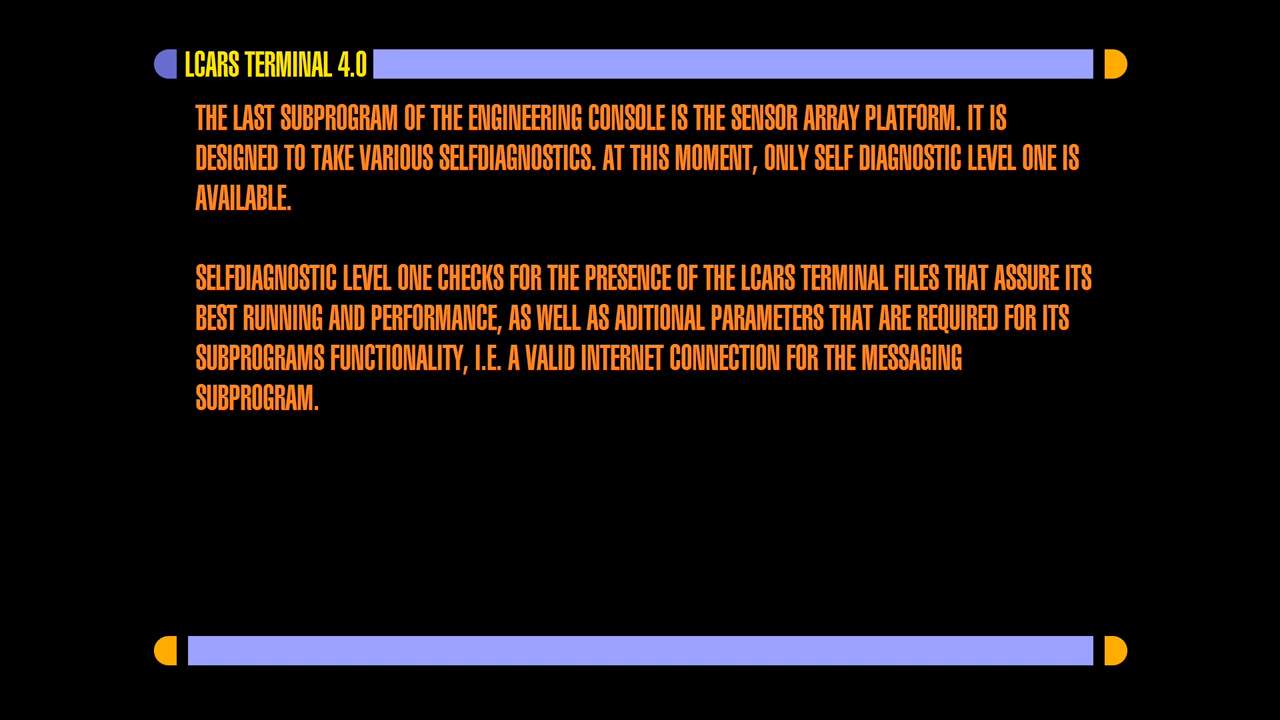 LCARS TERMINAL 4.0
THE LAST SUBPROGRAM OF THE ENGINEERING CONSOLE IS THE SENSOR ARRAY PLATFORM. IT IS
DESIGNED TO TAKE VARIOUS SELFDIAGNOSTICS. AT THIS MOMENT, ONLY SELF DIAGNOSTIC LEVEL ONE IS
AVAILABLE.
SELFDIAGNOSTIC LEVEL ONE CHECKS FOR THE PRESENCE OF THE LCARS TERMINAL FILES THAT ASSURE ITS
BEST RUNNING AND PERFORMANCE, AS WELL AS ADITIONAL PARAMETERS THAT ARE REQUIRED FOR ITS
SUBPROGRAMS FUNCTIONALITY, I.E. A VALID INTERNET CONNECTION FOR THE MESSAGING
SUBPROGRAM.